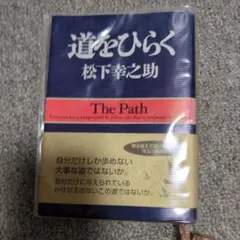 道をひらく
松下幸之助
The Path
自分だけしか歩めない
大事な道ではないか。
自分だけに与えられている
かけがえのないこの道ではないか。